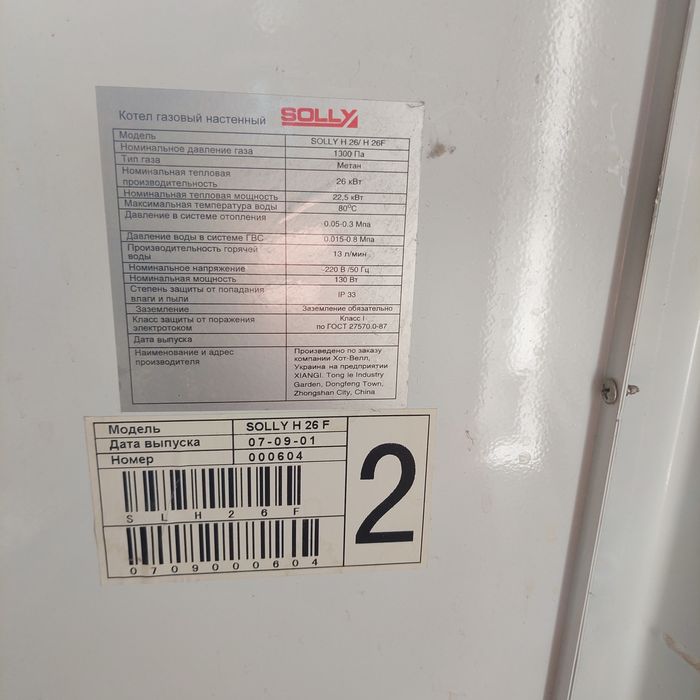 Котел газовый настенный SOLLY
Модель SOLLY H 26/ H 26F
Номинальное давление газа 1300 Па
Тип газа Метан
Номинальная тепловая
производительность 26 кВт
Номинальная тепловая мощность 22,5 кВт
Максимальная температура воды 80°C
Давление в системе отопления 0.05-0.3 Мпа
Давление воды в системе ГВС 0.015-0.8 Мпа
Производительность горячей
воды 13 л/мин
Номинальное напряжение ~220 В /50 Гц
Номинальная мощность 130 Вт
Степень защиты от попадания
влаги и пыли IP 33
Заземление Заземление обязательно
Класс защиты от поражения
электротоком Класс I
по ГОСТ 27570.0-87
Дата выпуска
Наименование и адрес
производителя Произведено по заказу
компании Хот-Велл,
Украина на предприятии
XIANGI. Tong le Industry
Garden, Dongfeng Town,
Zhongshan City, China
Модель SOLLY H 26 F
Дата выпуска 07-09-01
Номер 000604
2
S L H 2 6 F
0 7 0 9 0 0 0 6 0 4